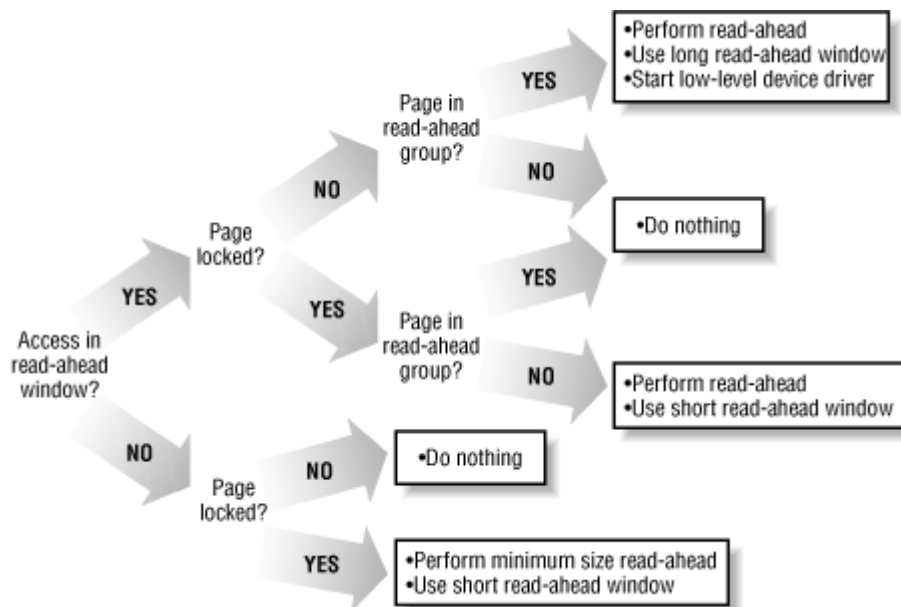 •Perform read-ahead
•Use long read-ahead window
•Start low-level device driver
YES
Page in
read-ahead
group?
NO
NO
Page
locked?
•Do nothing
YES
YES
YES
Page in
read-ahead
group?
Access in
read-ahead
window?
NO
•Perform read-ahead
•Use short read-ahead window
NO
•Do nothing
NO
Page
locked?
YES
•Perform minimum size read-ahead
•Use short read-ahead window